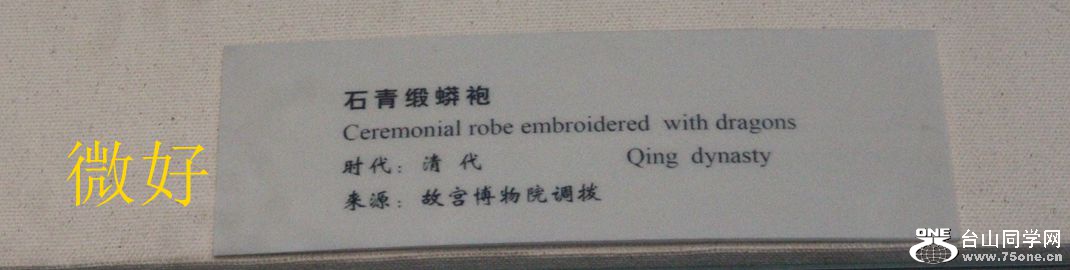 石青缎蟒袍
Ceremonial robe embroidered with dragons
时代：清 代 Qing dynasty
来源：故宫博物院调拨
微好
ONE 台山同学网
www.75one.cn